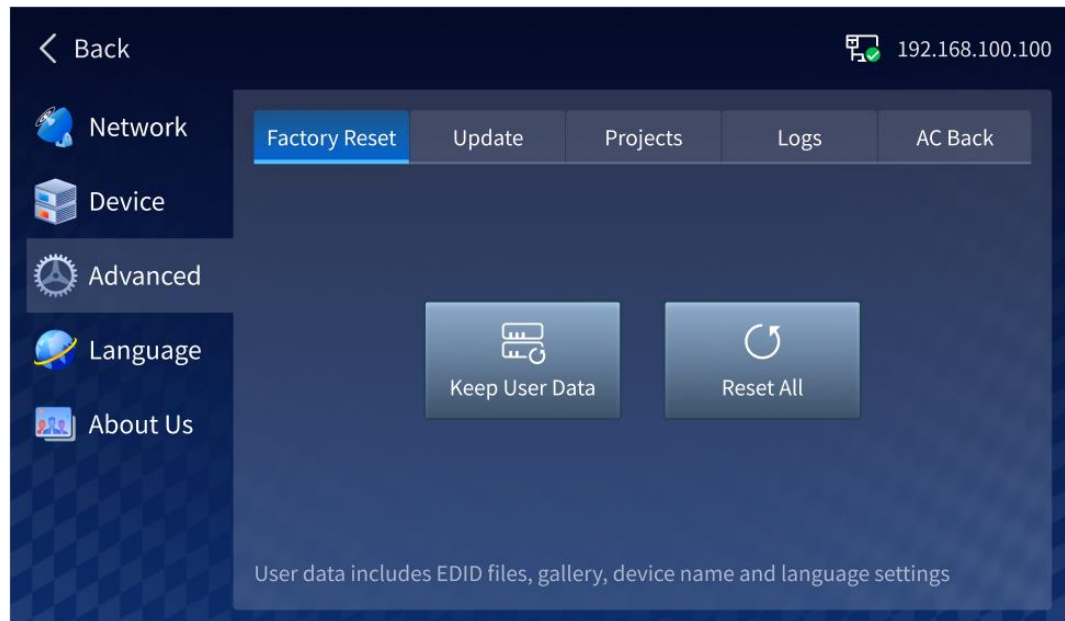 Back
192.168.100.100
Network
Device
Advanced
Language
About Us
Factory Reset
Update
Projects
Logs
AC Back
Keep User Data
Reset All
User data includes EDID files, gallery, device name and language settings